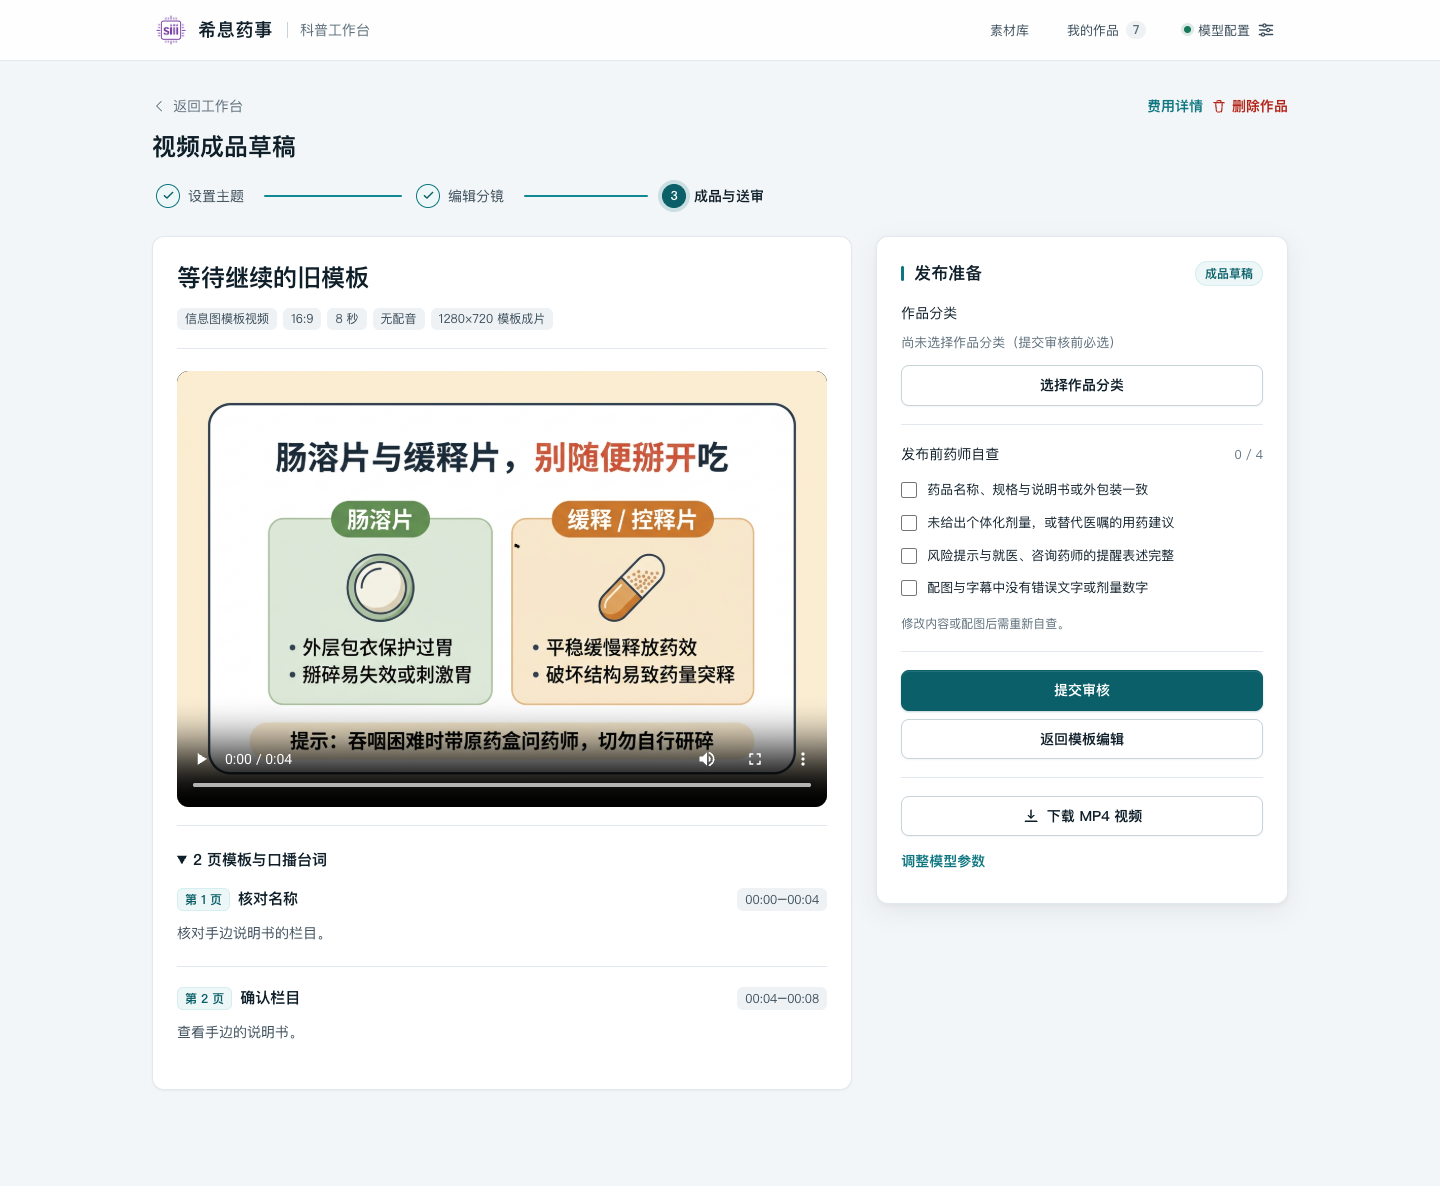 siii 希息药事 科普工作台 素材库 我的作品 7 模型配置
返回工作台 费用详情 删除作品
视频成品草稿
设置主题 编辑分镜 3 成品与送审
等待继续的旧模板
信息图模板视频 16:9 8 秒 无配音 1280×720 模板成片
肠溶片与缓释片，别随便掰开吃
肠溶片 缓释 / 控释片
• 外层包衣保护过胃
• 掰碎易失效或刺激胃
• 平稳缓慢释放药效
• 破坏结构易致药量突释
提示：吞咽困难时带原药盒问药师，切勿自行研碎
0:00 / 0:04
2 页模板与口播台词
第 1 页 核对名称 00:00—00:04
核对手边说明书的栏目。
第 2 页 确认栏目 00:04—00:08
查看手边的说明书。
发布准备 成品草稿
作品分类
尚未选择作品分类（提交审核前必选）
选择作品分类
发布前药师自查 0 / 4
药品名称、规格与说明书或外包装一致
未给出个体化剂量，或替代医嘱的用药建议
风险提示与就医、咨询药师的提醒表述完整
配图与字幕中没有错误文字或剂量数字
修改内容或配图后需重新自查。
提交审核
返回模板编辑
下载 MP4 视频
调整模型参数